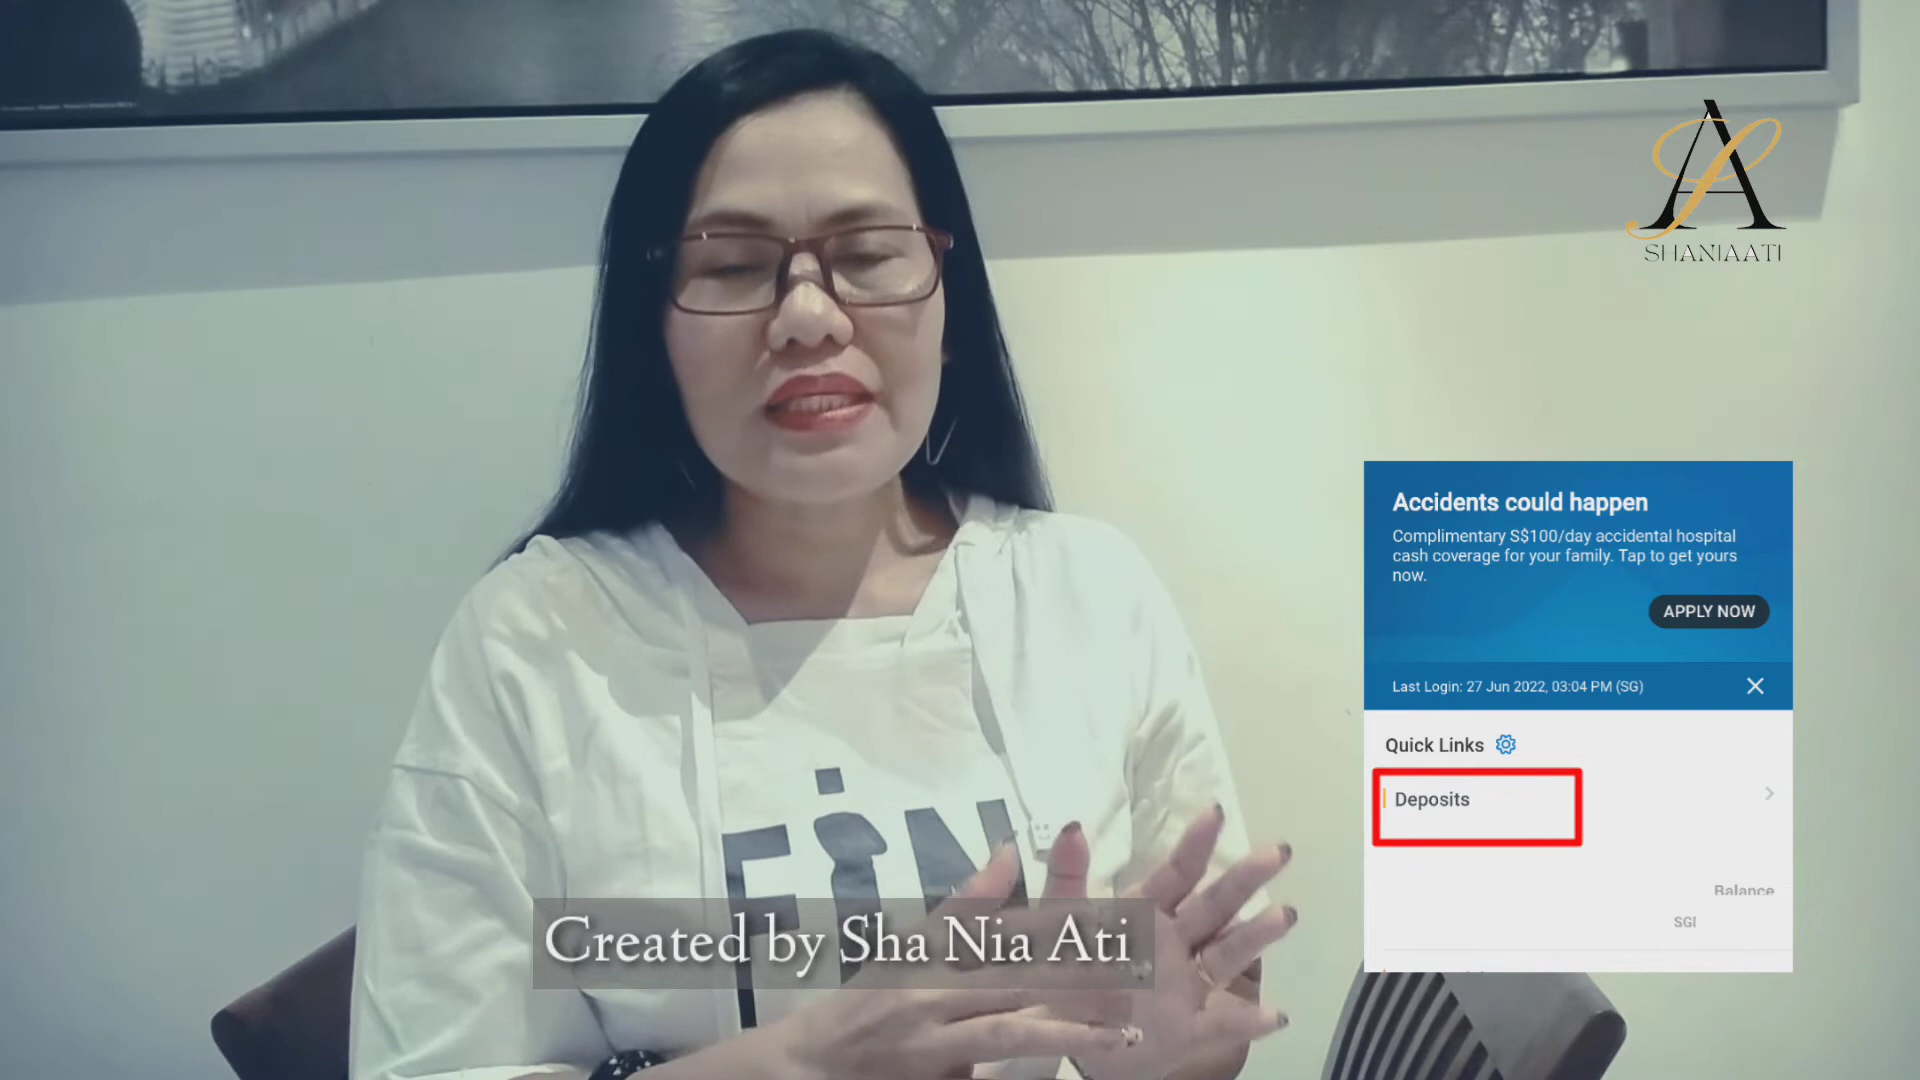 SHANIAATI
Accidents could happen
Complimentary S$100/day accidental hospital
cash coverage for your family. Tap to get yours
now.
APPLY NOW
Last Login: 27 Jun 2022, 03:04 PM (SG)
Quick Links
Deposits
Balance
Created by Sha Nia Ati